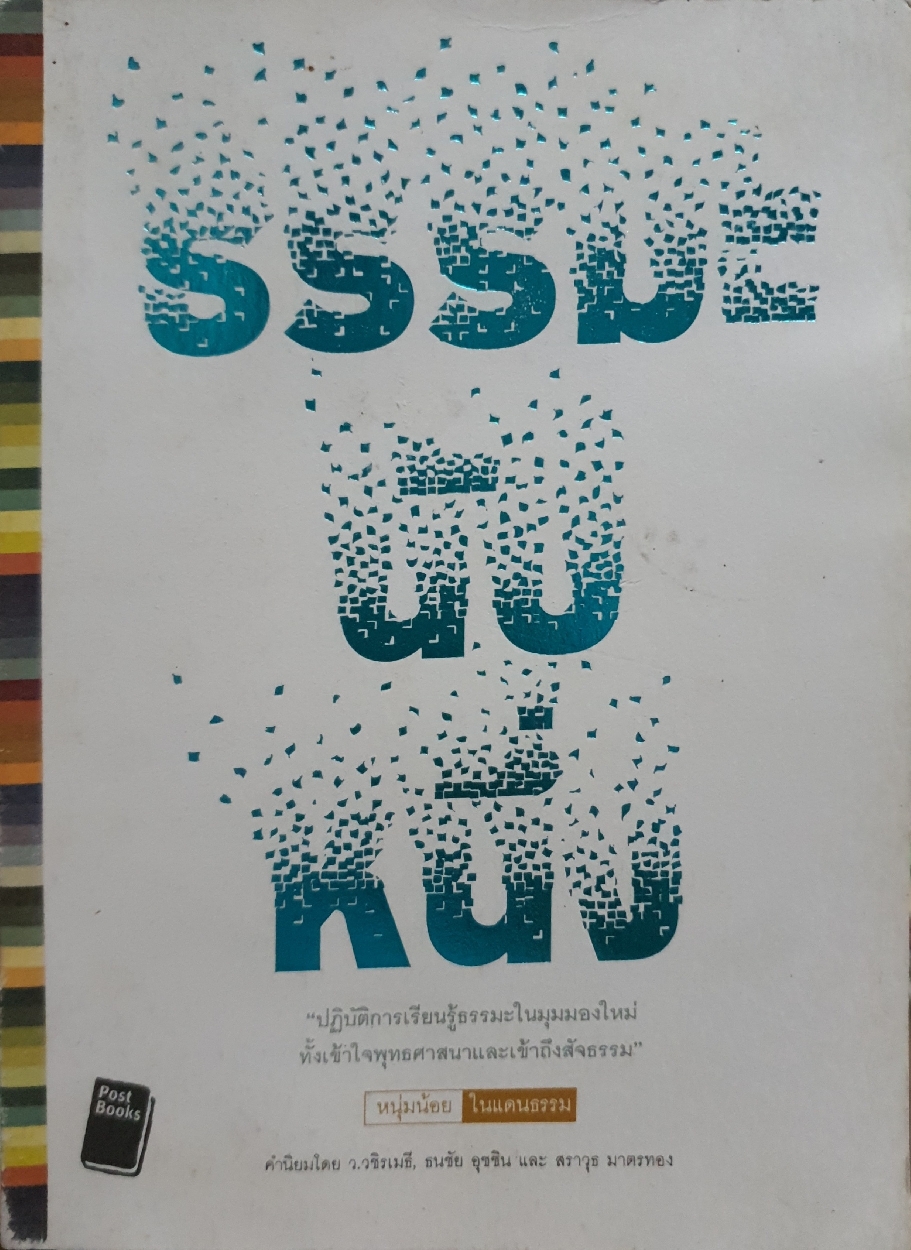 ธรรมะ
นับ
หนึ่ง
“ปฏิบัติการเรียนรู้ธรรมะในมุมมองใหม่
ทั้งเข้าใจพุทธศาสนาและเข้าถึงสัจธรรม”
Post
Books
หนุ่มน้อย ในแดนธรรม
คำนิยมโดย ว.วชิรเมธี, ธนชัย อุชชิน และ สราวุธ มาตรทอง